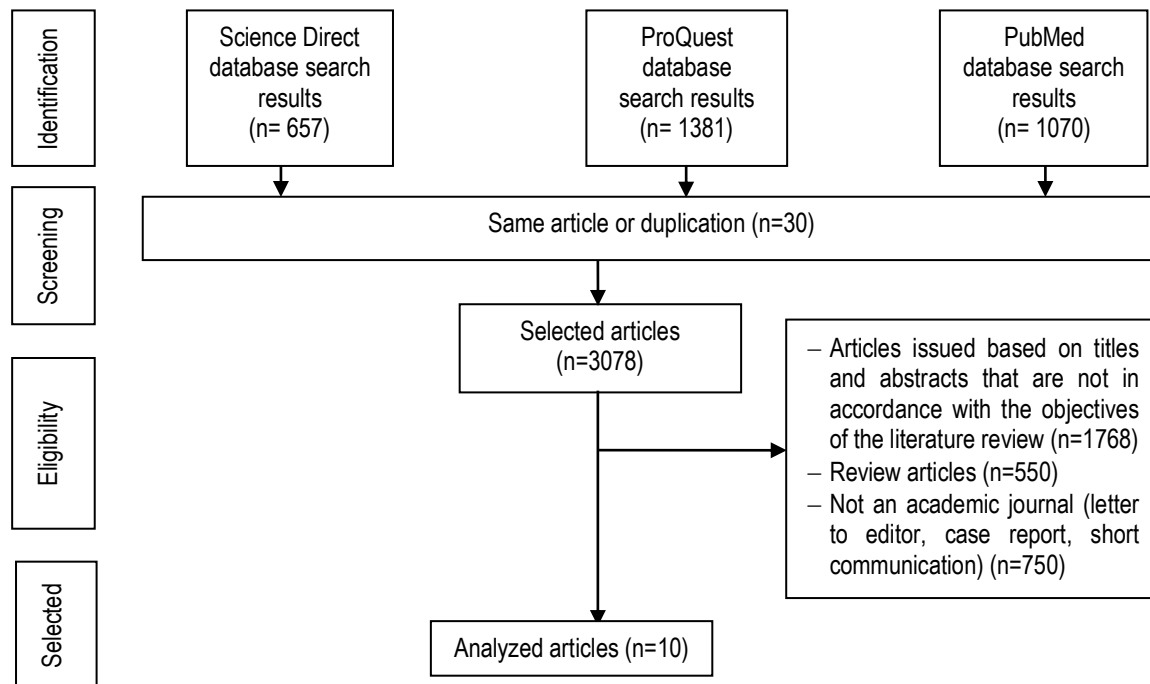 Identification
Science Direct
database search
results
(n= 657)
ProQuest
database
search results
(n= 1381)
PubMed
database search
results
(n= 1070)
Screening
Same article or duplication (n=30)
Selected articles
(n=3078)
Eligibility
– Articles issued based on titles
and abstracts that are not in
accordance with the objectives
of the literature review (n=1768)
– Review articles (n=550)
– Not an academic journal (letter
to editor, case report, short
communication) (n=750)
Selected
Analyzed articles (n=10)